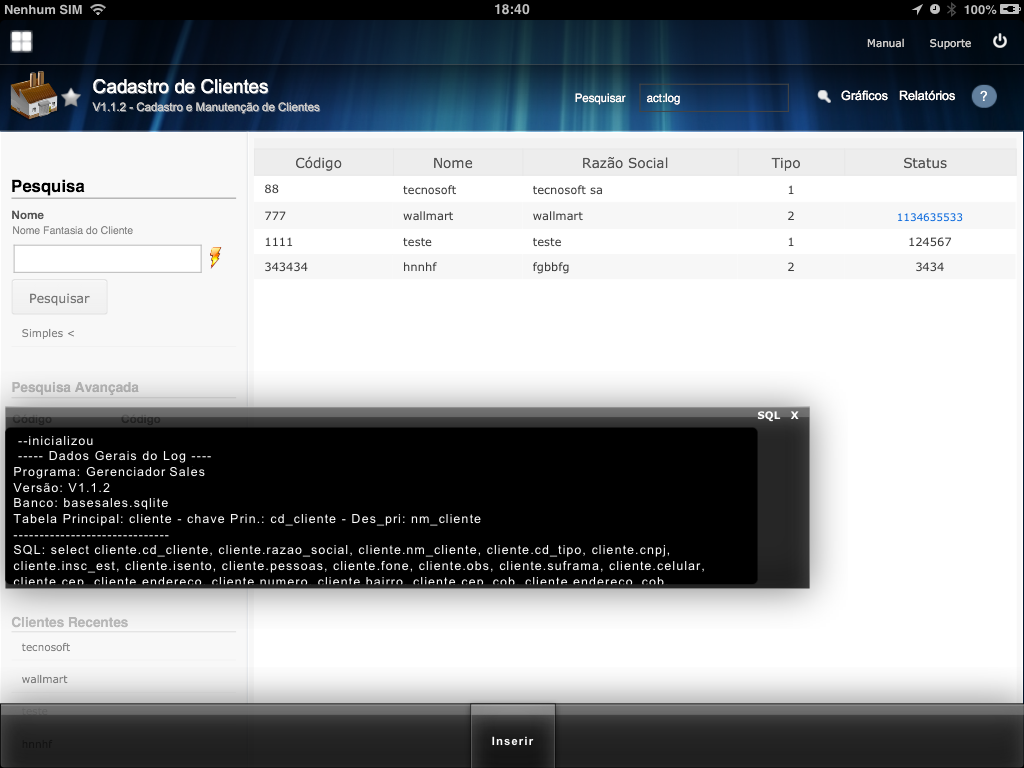 Nenhum SIM 18:40 100%
Manual Suporte
Cadastro de Clientes
V1.1.2 - Cadastro e Manutenção de Clientes
Pesquisar act:log Gráficos Relatórios ?
Pesquisa
Nome
Nome Fantasia do Cliente
Pesquisar
Simples <
Pesquisa Avançada
Código Código
Código Nome Razão Social Tipo Status
88 tecnosoft tecnosoft sa 1
777 wallmart wallmart 2 1134635533
1111 teste teste 1 124567
343434 hnnhf fgbbfg 2 3434
SQL X
--inicializou
----- Dados Gerais do Log ----
Programa: Gerenciador Sales
Versão: V1.1.2
Banco: basesales.sqlite
Tabela Principal: cliente - chave Prin.: cd_cliente - Des_pri: nm_cliente
------------------------------
SQL: select cliente.cd_cliente, cliente.razao_social, cliente.nm_cliente, cliente.cd_tipo, cliente.cnpj,
cliente.insc_est, cliente.isento, cliente.pessoas, cliente.fone, cliente.obs, cliente.suframa, cliente.celular,
cliente.cep, cliente.endereco, cliente.numero, cliente.bairro, cliente.cep_cob, cliente.endereco_cob,
Clientes Recentes
tecnosoft
wallmart
teste
hnnhf
Inserir